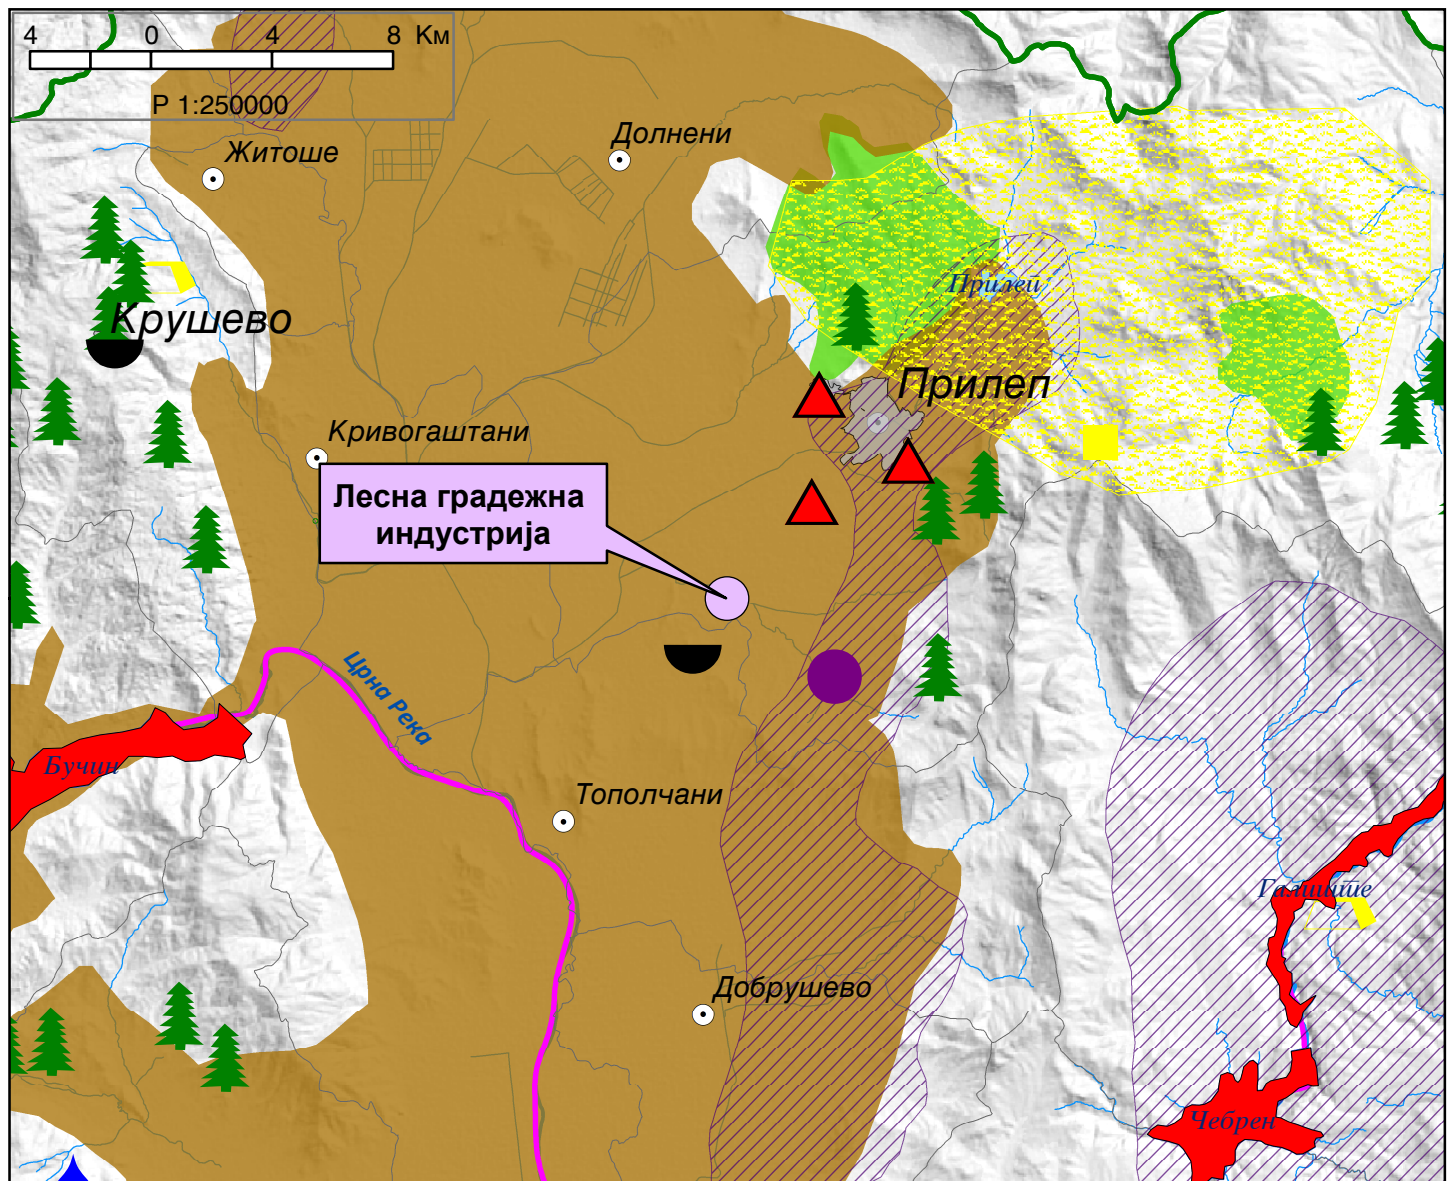 4 0 4 8 Км
Р 1:250000
Житоше
Долнени
Прилеп
Крушево
Прилеп
Кривогаштани
Лесна градежна
индустрија
Црна Река
Бучин
Тополчани
Галиште
Добрушево
Чебрен